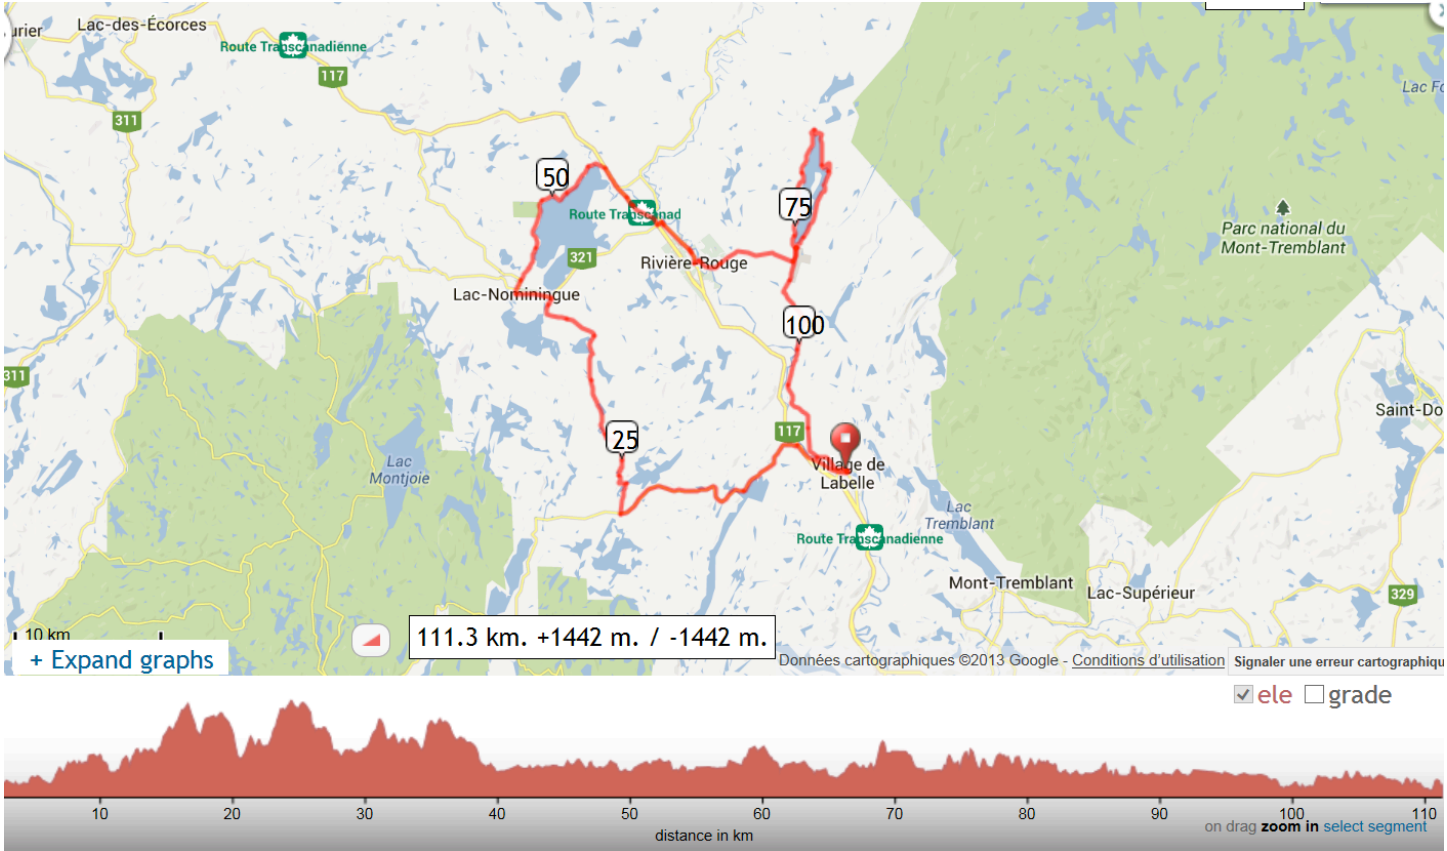 Lac-des-Écorces
urier
Route Transcanadienne
117
311
Lac Fo
50
75
Route Transcanad
Parc national du
Mont-Tremblant
321
Rivière-Rouge
Lac-Nominingue
100
311
Saint-Do
25
117
Lac
Montjoie
Village de
Labelle
Lac
Tremblant
Route Transcanadienne
Mont-Tremblant
Lac-Supérieur
329
10 km
111.3 km. +1442 m. / -1442 m.
+ Expand graphs
Données cartographiques ©2013 Google - Conditions d'utilisation
Signaler une erreur cartographiqu
ele grade
10 20 30 40 50 60 70 80 90 100 110
on drag zoom in select segment
distance in km